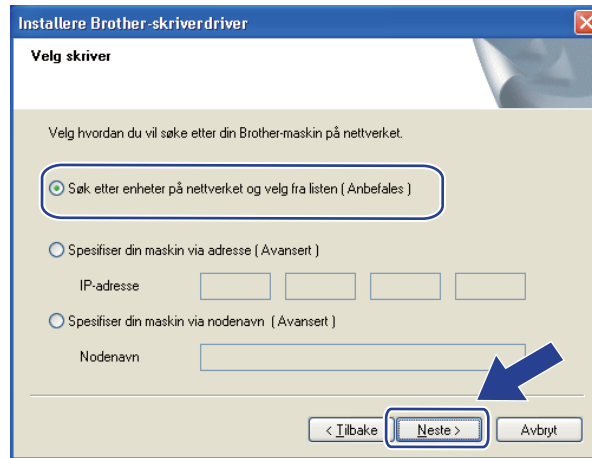 Installere Brother-skriverdriver
Velg skriver
Velg hvordan du vil søke etter din Brother-maskin på nettverket.
Søk etter enheter på nettverket og velg fra listen ( Anbefales )
Spesifiser din maskin via adresse ( Avansert )
IP-adresse
Spesifiser din maskin via nodenavn ( Avansert )
Nodenavn
< Tilbake Neste > Avbryt